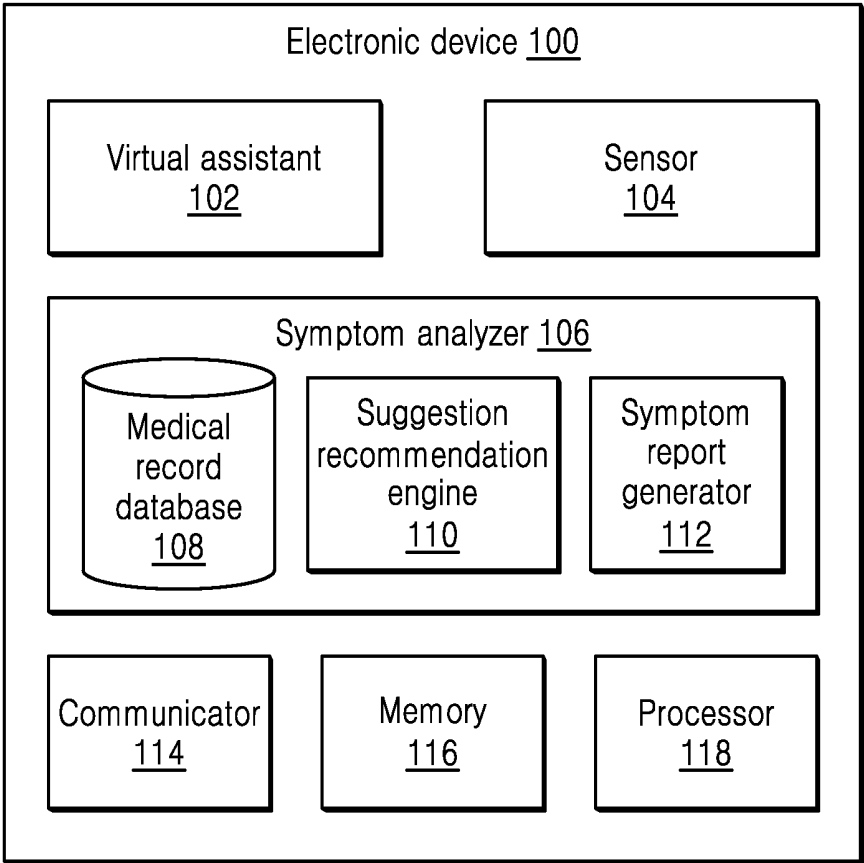 Electronic device 100
Virtual assistant
102
Sensor
104
Symptom analyzer 106
Medical
record
database
108
Suggestion
recommendation
engine
110
Symptom
report
generator
112
Communicator
114
Memory
116
Processor
118